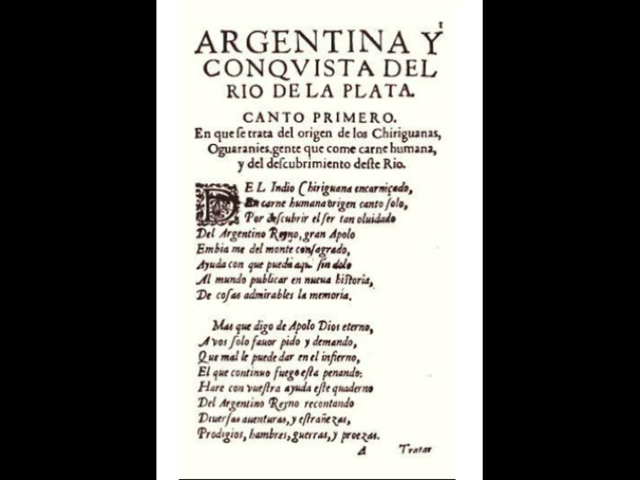 1
ARGENTINA Y
CONQVISTA DEL
RIO DE LA PLATA.
CANTO PRIMERO.
En que ſe trata del origen de los Chiriguanas,
Oguaranies, gente que come carne humana,
y del deſcubrimiento deſte Rio.
DEL Indio Chiriguana encarniçado,
En carne humana origen canto ſolo,
Por deſcubrir el ſer tan oluidado
Del Argentino Reyno, gran Apolo
Embia me del monte conſagrado,
Ayuda con que pueda aqui ſin dolo
Al mundo publicar en nueua hiſtoria,
De coſas admirables la memoria.
Mas que digo de Apolo Dios eterno,
A vos ſolo fauor pido y demando,
Que mal le puede dar en el infierno,
El que continuo fuego eſta penando:
Hare con vueſtra ayuda eſte quaderno
Del Argentino Reyno recontando
Diuerſas auenturas, y eſtrañezas,
Prodigios, hambres, guerras, y proezas.
A Tratar